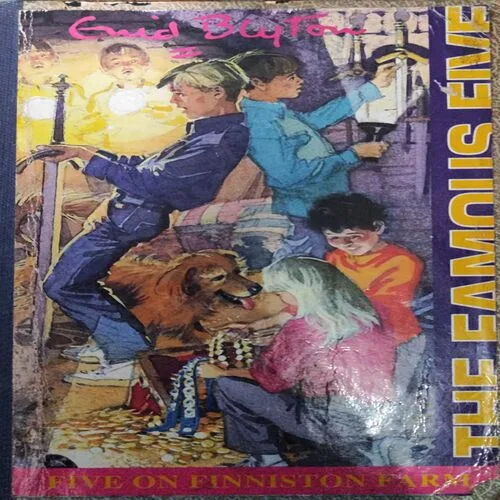 Enid Blyton
THE FAMOUS FIVE
FIVE ON FINNISTON FARM